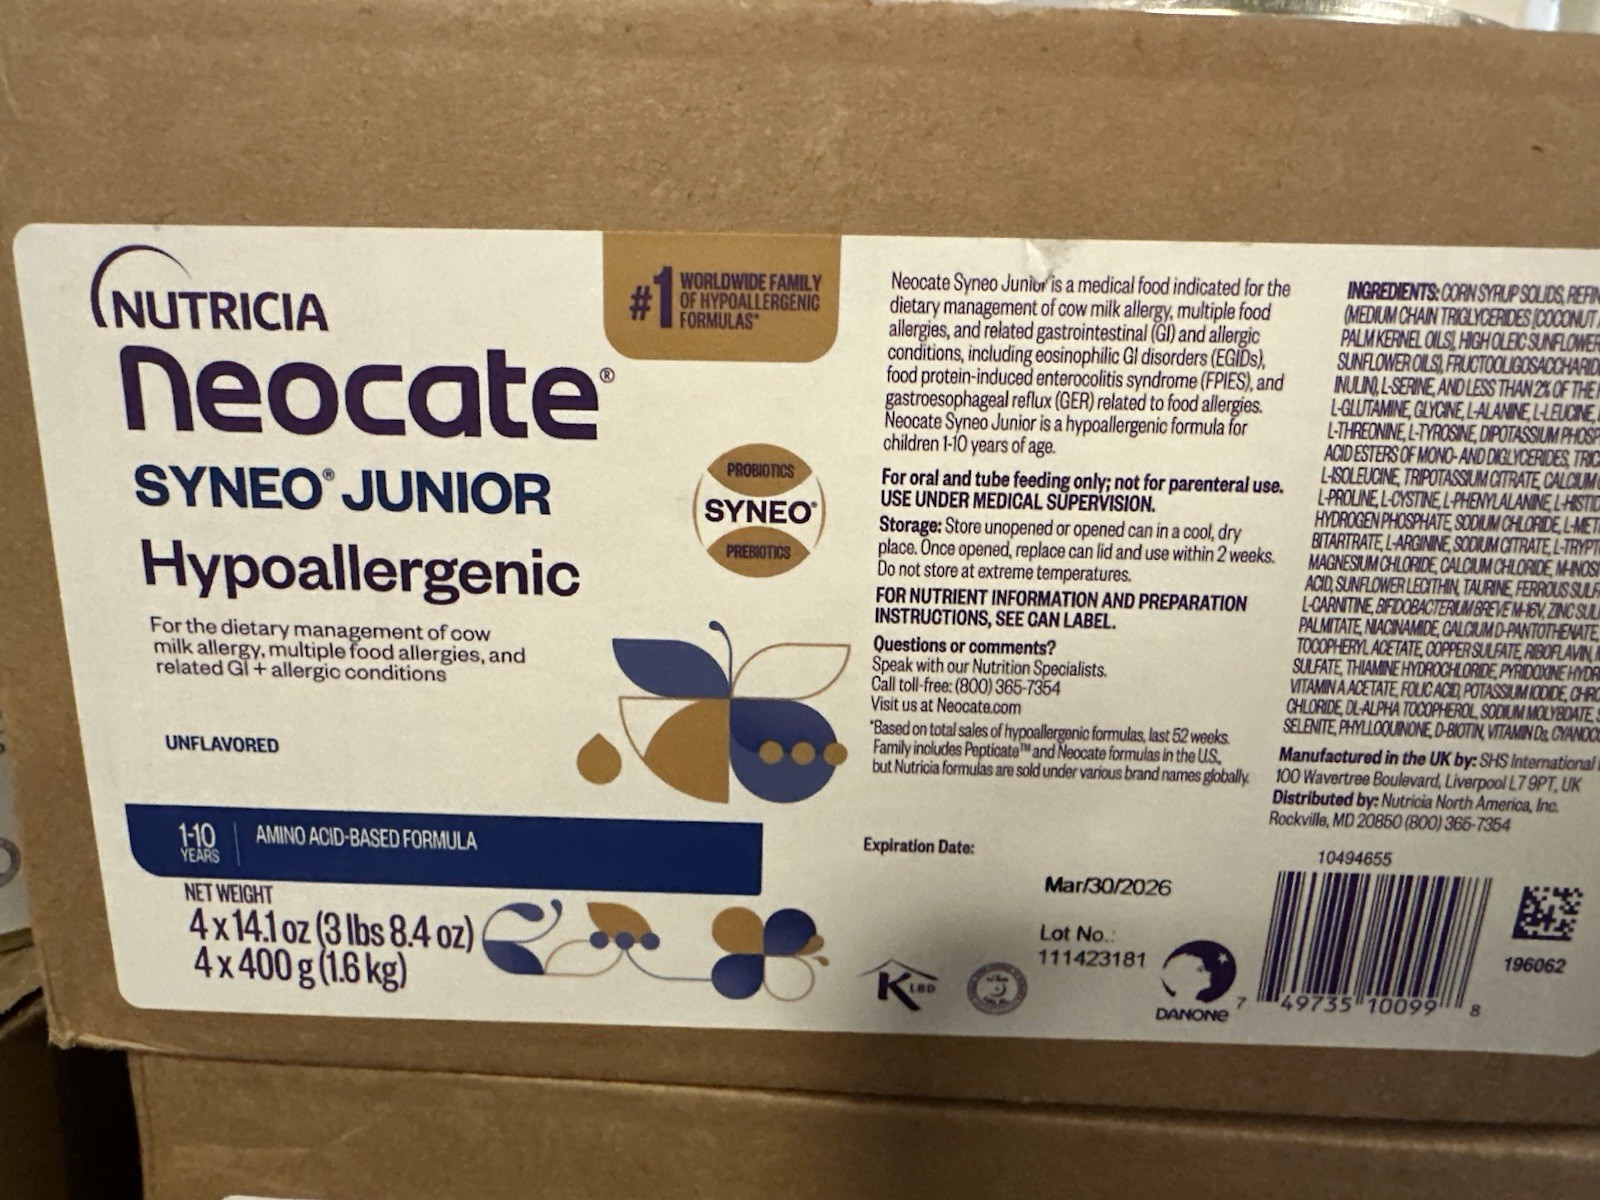 NUTRICIA
neocate®
SYNEO® JUNIOR
Hypoallergenic
For the dietary management of cow
milk allergy, multiple food allergies, and
related GI + allergic conditions
UNFLAVORED
#1 WORLDWIDE FAMILY
OF HYPOALLERGENIC
FORMULAS*
PROBIOTICS
SYNEO®
PREBIOTICS
1-10
YEARS
AMINO ACID-BASED FORMULA
NET WEIGHT
4 x 14.1 oz (3 lbs 8.4 oz)
4 x 400 g (1.6 kg)
Neocate Syneo Junior is a medical food indicated for the
dietary management of cow milk allergy, multiple food
allergies, and related gastrointestinal (GI) and allergic
conditions, including eosinophilic GI disorders (EGIDs),
food protein-induced enterocolitis syndrome (FPIES), and
gastroesophageal reflux (GER) related to food allergies.
Neocate Syneo Junior is a hypoallergenic formula for
children 1-10 years of age.
For oral and tube feeding only; not for parenteral use.
USE UNDER MEDICAL SUPERVISION.
Storage: Store unopened or opened can in a cool, dry
place. Once opened, replace can lid and use within 2 weeks.
Do not store at extreme temperatures.
FOR NUTRIENT INFORMATION AND PREPARATION
INSTRUCTIONS, SEE CAN LABEL.
Questions or comments?
Speak with our Nutrition Specialists.
Call toll-free: (800) 365-7354
Visit us at Neocate.com
*Based on total sales of hypoallergenic formulas, last 52 weeks.
Family includes Pepticate™ and Neocate formulas in the U.S.,
but Nutricia formulas are sold under various brand names globally.
Expiration Date:
Mar/30/2026
Lot No.:
111423181
K LBD
DANONE
INGREDIENTS: CORN SYRUP SOLIDS, REFIN
(MEDIUM CHAIN TRIGLYCERIDES [COCONUT
PALM KERNEL OILS], HIGH OLEIC SUNFLOWER
SUNFLOWER OILS), FRUCTOOLIGOSACCHARID
INULIN), L-SERINE, AND LESS THAN 2% OF THE
L-GLUTAMINE, GLYCINE, L-ALANINE, L-LEUCINE,
L-THREONINE, L-TYROSINE, DIPOTASSIUM PHOSP
ACID ESTERS OF MONO- AND DIGLYCERIDES, TRIC
L-ISOLEUCINE, TRIPOTASSIUM CITRATE, CALCIUM
L-PROLINE, L-CYSTINE, L-PHENYLALANINE, L-HISTID
HYDROGEN PHOSPHATE, SODIUM CHLORIDE, L-MET
BITARTRATE, L-ARGININE, SODIUM CITRATE, L-TRYPT
MAGNESIUM CHLORIDE, CALCIUM CHLORIDE, M-INOSI
ACID, SUNFLOWER LECITHIN, TAURINE, FERROUS SULF
L-CARNITINE, BIFIDOBACTERIUM BREVE M-16V, ZINC SUL
PALMITATE, NIACINAMIDE, CALCIUM D-PANTOTHENATE,
TOCOPHERYL ACETATE, COPPER SULFATE, RIBOFLAVIN,
SULFATE, THIAMINE HYDROCHLORIDE, PYRIDOXINE HYDR
VITAMIN A ACETATE, FOLIC ACID, POTASSIUM IODIDE, CHRO
CHLORIDE, DL-ALPHA TOCOPHEROL, SODIUM MOLYBDATE,
SELENITE, PHYLLOQUINONE, D-BIOTIN, VITAMIN D3, CYANOC
Manufactured in the UK by: SHS International
100 Wavertree Boulevard, Liverpool L7 9PT, UK
Distributed by: Nutricia North America, Inc.
Rockville, MD 20850 (800) 365-7354
10494655
7 49735 10099 8
196062